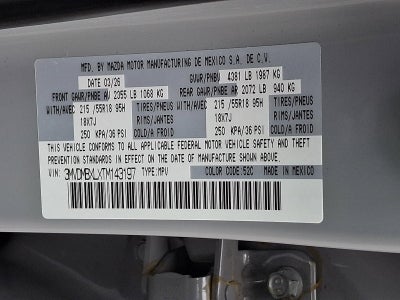 MFD. BY MAZDA MOTOR MANUFACTURING DE MEXICO S.A. DE C.V.
DATE 03/26 GVWR/PNBV 4381 LB 1987 KG
FRONT GAWR/PNBE AV 2355 LB 1068 KG REAR GAWR/PNBE AR 2072 LB 940 KG
WITH/AVEC 215 /55R18 95H TIRES/PNEUS WITH/AVEC 215 /55R18 95H TIRES/PNEUS
18X7J RIMS/JANTES 18X7J RIMS/JANTES
250 KPA/36 PSI COLD/A FROID 250 KPA/36 PSI COLD/A FROID
THIS VEHICLE CONFORMS TO ALL APPLICABLE FEDERAL MOTOR VEHICLE SAFETY AND THEFT
PREVENTION STANDARDS IN EFFECT ON THE DATE OF MANUFACTURE SHOWN ABOVE.
VIN: 3MVDMBXLXTM143197 TYPE:MPV COLOR CODE:52C MADE IN MEXICO